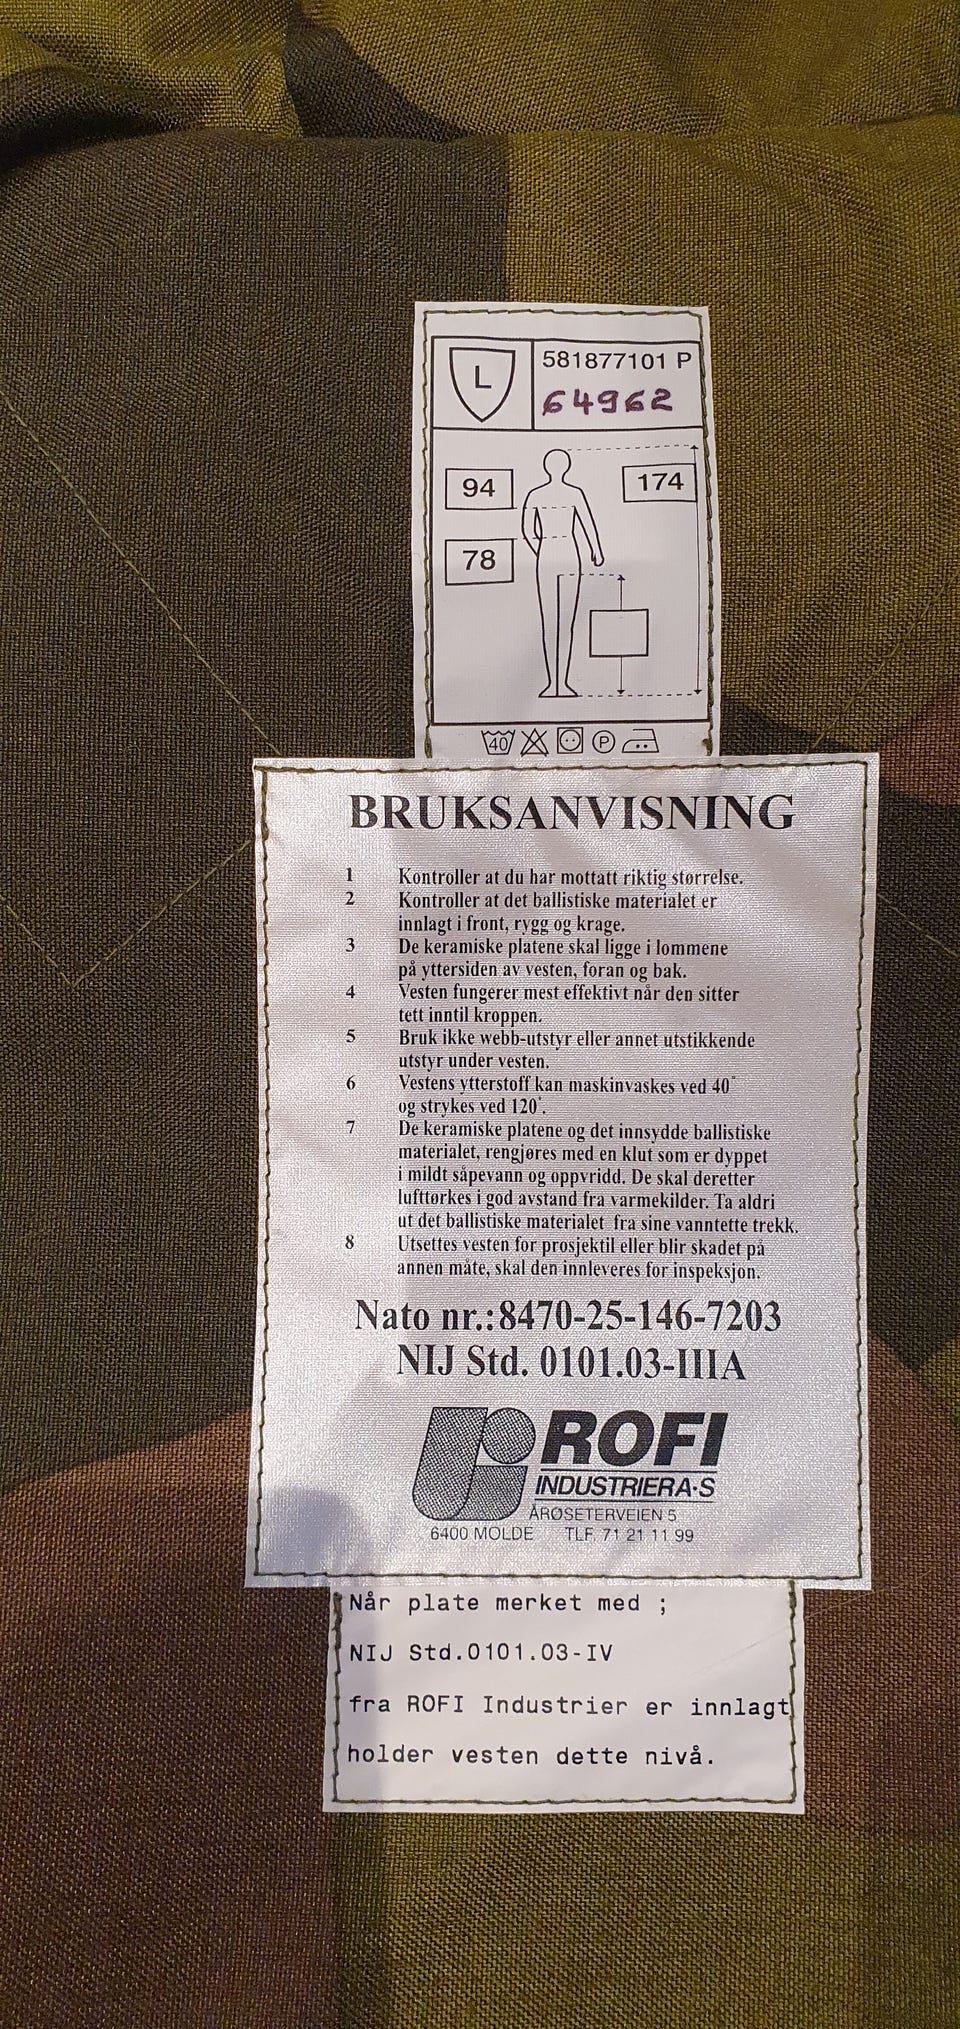 L
581877101 P
64962
94
174
78
40
P
BRUKSANVISNING
1 Kontroller at du har mottatt riktig størrelse.
2 Kontroller at det ballistiske materialet er
innlagt i front, rygg og krage.
3 De keramiske platene skal ligge i lommene
på yttersiden av vesten, foran og bak.
4 Vesten fungerer mest effektivt når den sitter
tett inntil kroppen.
5 Bruk ikke webb-utstyr eller annet utstikkende
utstyr under vesten.
6 Vestens ytterstoff kan maskinvaskes ved 40°
og strykes ved 120°.
7 De keramiske platene og det innsydde ballistiske
materialet, rengjøres med en klut som er dyppet
i mildt såpevann og oppvridd. De skal deretter
lufttørkes i god avstand fra varmekilder. Ta aldri
ut det ballistiske materialet fra sine vanntette trekk.
8 Utsettes vesten for prosjektil eller blir skadet på
annen måte, skal den innleveres for inspeksjon.
Nato nr.:8470-25-146-7203
NIJ Std. 0101.03-IIIA
ROFI
INDUSTRIER A·S
ÅRØSETERVEIEN 5
6400 MOLDE TLF. 71 21 11 99
Når plate merket med ;
NIJ Std.0101.03-IV
fra ROFI Industrier er innlagt
holder vesten dette nivå.